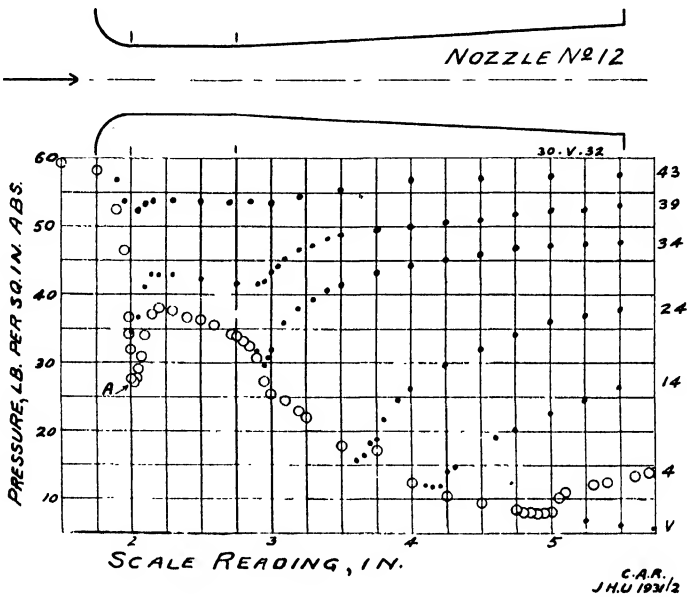 NOZZLE Nº 12
30.V.32
60
50
40
30
20
10
PRESSURE, LB. PER SQ. IN. ABS.
A
43
39
34
24
14
4
V
2
3
4
5
SCALE READING, IN.
C.A.R.
J H.U 1931/2